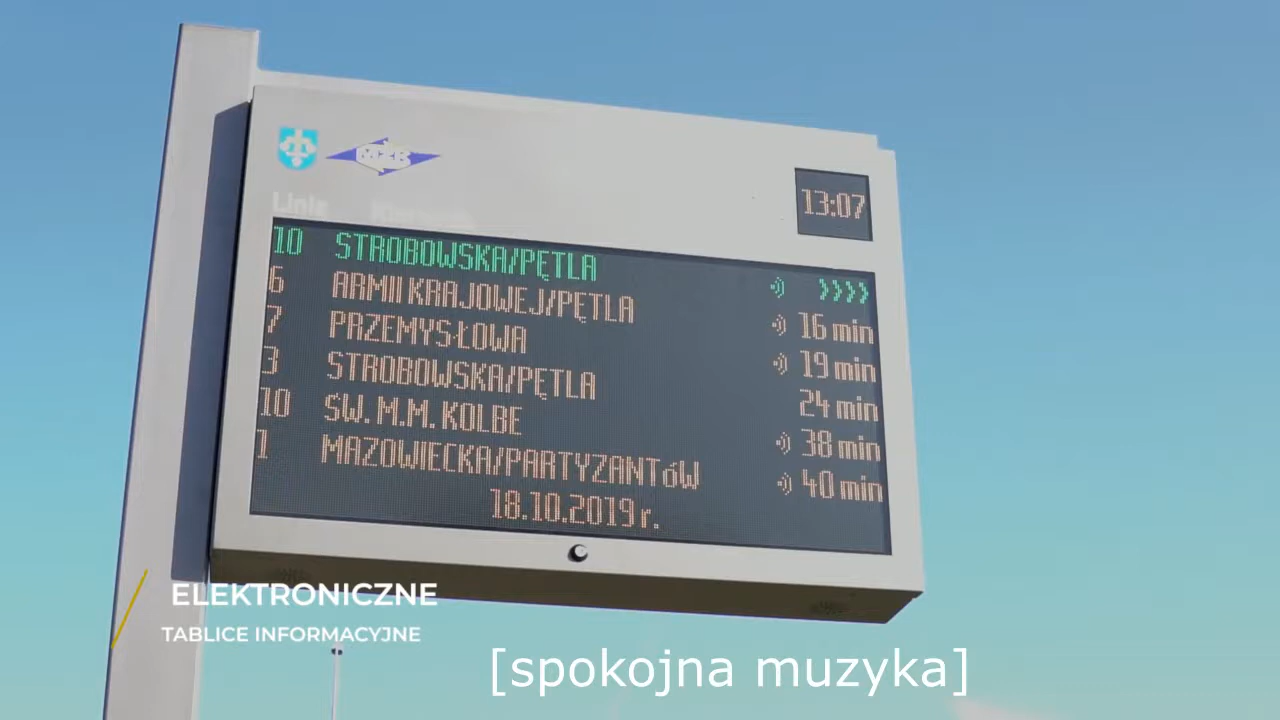 MZK
Linia Kierunek
13:07
10 STROBOWSKA/PĘTLA
6 ARMII KRAJOWEJ/PĘTLA 16 min
7 PRZEMYSŁOWA 19 min
3 STROBOWSKA/PĘTLA 24 min
10 ŚW. M.M. KOLBE 38 min
1 MAZOWIECKA/PARTYZANTóW 40 min
18.10.2019 r.
ELEKTRONICZNE
TABLICE INFORMACYJNE
[spokojna muzyka]